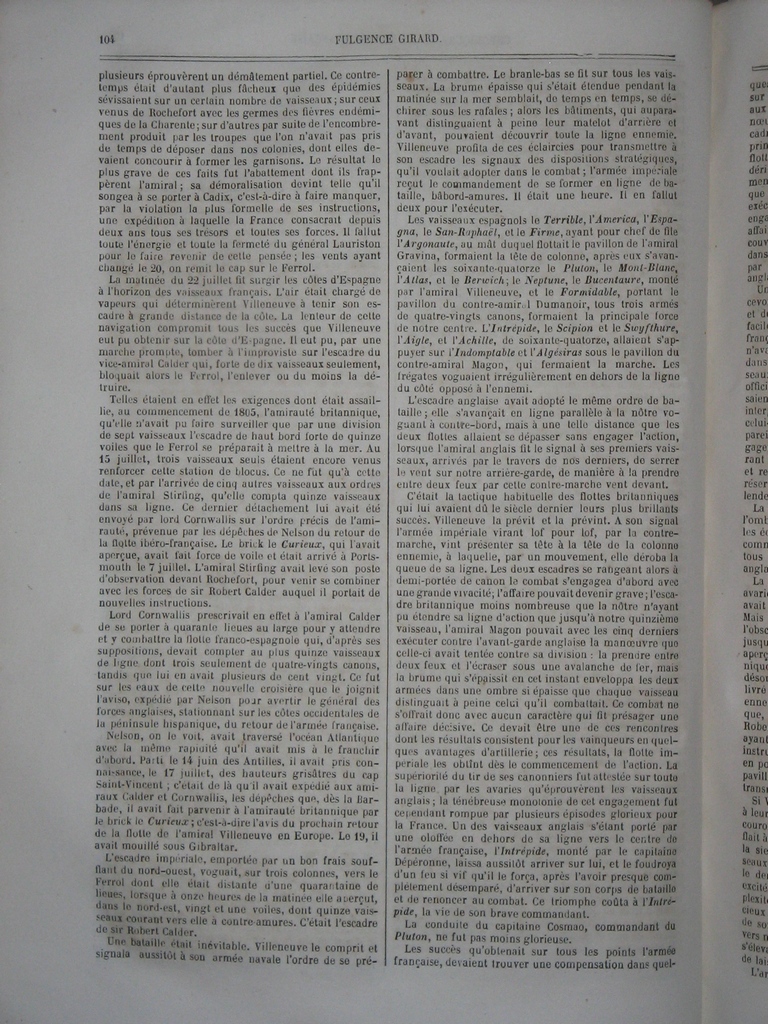 104
FULGENCE GIRARD.
plusieurs éprouvèrent un démâtement partiel. Ce contre-
temps était d'autant plus fâcheux que des épidémies
sévissaient sur un certain nombre de vaisseaux; sur ceux
venus de Rochefort avec les germes des fièvres endémi-
ques de la Charente; sur d'autres par suite de l'encombre-
ment produit par les troupes que l'on n'avait pas pris
de temps de déposer dans nos colonies, dont elles de-
vaient concourir à former les garnisons. Le résultat le
plus grave de ces faits fut l'abattement dont ils frap-
pèrent l'amiral; sa démoralisation devint telle qu'il
songea à se porter à Cadix, c'est-à-dire à faire manquer,
par la violation la plus formelle de ses instructions,
une expédition à laquelle la France consacrait depuis
deux ans tous ses trésors et toutes ses forces. Il fallut
toute l'énergie et toute la fermeté du général Lauriston
pour le faire revenir de cette pensée; les vents ayant
changé le 20, on remit le cap sur le Ferrol.
La matinée du 22 juillet fit surgir les côtes d'Espagne
à l'horizon des vaisseaux français. L'air était chargé de
vapeurs qui déterminèrent Villeneuve à tenir son es-
cadre à grande distance de la côte. La lenteur de cette
navigation compromit tous les succès que Villeneuve
eut pu obtenir sur la côte d'Espagne. Il eut pu, par une
marche prompte, tomber à l'improviste sur l'escadre du
vice-amiral Calder qui, forte de dix vaisseaux seulement,
bloquait alors le Ferrol, l'enlever ou du moins la dé-
truire.
Telles étaient en effet les exigences dont était assail-
lie, au commencement de 1805, l'amirauté britannique,
qu'elle n'avait pu faire surveiller que par une division
de sept vaisseaux l'escadre de haut bord forte de quinze
voiles que le Ferrol se préparait à mettre à la mer. Au
15 juillet, trois vaisseaux seuls étaient encore venus
renforcer cette station de blocus. Ce ne fut qu'à cette
date, et par l'arrivée de cinq autres vaisseaux aux ordres
de l'amiral Stirling, qu'elle compta quinze vaisseaux
dans sa ligne. Ce dernier détachement lui avait été
envoyé par lord Cornwallis sur l'ordre précis de l'ami-
rauté, prévenue par les dépêches de Nelson du retour de
la flotte ibéro-française. Le brick le Curieux, qui l'avait
aperçue, avait fait force de voile et était arrivé à Ports-
mouth le 7 juillet. L'amiral Stirling avait levé son poste
d'observation devant Rochefort, pour venir se combiner
avec les forces de sir Robert Calder auquel il portait de
nouvelles instructions.
Lord Cornwallis prescrivait en effet à l'amiral Calder
de se porter à quarante lieues au large pour y attendre
et y combattre la flotte franco-espagnole qui, d'après ses
suppositions, devait compter au plus quinze vaisseaux
de ligne dont trois seulement de quatre-vingts canons,
tandis que lui en avait plusieurs de cent vingt. Ce fut
sur les eaux de cette nouvelle croisière que le joignit
l'aviso, expédié par Nelson pour avertir le général des
forces anglaises, stationnant sur les côtes occidentales de
la péninsule hispanique, du retour de l'armée française.
Nelson, on le voit, avait traversé l'océan Atlantique
avec la même rapidité qu'il avait mis à le franchir
d'abord. Parti le 14 juin des Antilles, il avait pris con-
naissance, le 17 juillet, des hauteurs grisâtres du cap
Saint-Vincent; c'était de là qu'il avait expédié aux ami-
raux Calder et Cornwallis, les dépêches que, dès la Bar-
bade, il avait fait parvenir à l'amirauté britannique par
le brick le Curieux; c'est-à-dire l'avis du prochain retour
de la flotte de l'amiral Villeneuve en Europe. Le 19, il
avait mouillé sous Gibraltar.
L'escadre impériale, emportée par un bon frais souf-
flant du nord-ouest, voguait, sur trois colonnes, vers le
Ferrol dont elle était distante d'une quarantaine de
lieues, lorsque à onze heures de la matinée elle aperçut,
dans le nord-est, vingt et une voiles, dont quinze vais-
seaux courant vers elle à contre-amures. C'était l'escadre
de sir Robert Calder.
Une bataille était inévitable. Villeneuve le comprit et
signala aussitôt à son armée navale l'ordre de se pré-
parer à combattre. Le branle-bas se fit sur tous les vais-
seaux. La brume épaisse qui s'était étendue pendant la
matinée sur la mer semblait, de temps en temps, se dé-
chirer sous les rafales; alors les bâtiments, qui aupara-
vant distinguaient à peine leur matelot d'arrière et
d'avant, pouvaient découvrir toute la ligne ennemie.
Villeneuve profita de ces éclaircies pour transmettre à
son escadre les signaux des dispositions stratégiques,
qu'il voulait adopter dans le combat; l'armée impériale
reçut le commandement de se former en ligne de ba-
taille, bâbord-amures. Il était une heure. Il en fallut
deux pour l'exécuter.
Les vaisseaux espagnols le Terrible, l'America, l'Espa-
gna, le San-Raphaël, et le Firme, ayant pour chef de file
l'Argonaute, au mât duquel flottait le pavillon de l'amiral
Gravina, formaient la tête de colonne, après eux s'avan-
çaient les soixante-quatorze le Pluton, le Mont-Blanc,
l'Atlas, et le Berwich; le Neptune, le Bucentaure, monté
par l'amiral Villeneuve, et le Formidable, portant le
pavillon du contre-amiral Dumanoir, tous trois armés
de quatre-vingts canons, formaient la principale force
de notre centre. L'Intrépide, le Scipion et le Swyfthure,
l'Aigle, et l'Achille, de soixante-quatorze, allaient s'ap-
puyer sur l'Indomptable et l'Algésiras sous le pavillon du
contre-amiral Magon, qui fermaient la marche. Les
frégates voguaient irrégulièrement en dehors de la ligne
du côté opposé à l'ennemi.
L'escadre anglaise avait adopté le même ordre de ba-
taille; elle s'avançait en ligne parallèle à la nôtre vo-
guant à contre-bord, mais à une telle distance que les
deux flottes allaient se dépasser sans engager l'action,
lorsque l'amiral anglais fit le signal à ses premiers vais-
seaux, arrivés par le travers de nos derniers, de serrer
le vent sur notre arrière-garde, de manière à la prendre
entre deux feux par cette contre-marche vent devant.
C'était la tactique habituelle des flottes britanniques
qui lui avaient dû le siècle dernier leurs plus brillants
succès. Villeneuve la prévit et la prévint. A son signal
l'armée impériale virant lof pour lof, par la contre-
marche, vint présenter sa tête à la tête de la colonne
ennemie, à laquelle, par un mouvement, elle déroba la
queue de sa ligne. Les deux escadres se rangeant alors à
demi-portée de canon le combat s'engagea d'abord avec
une grande vivacité; l'affaire pouvait devenir grave; l'esca-
dre britannique moins nombreuse que la nôtre n'ayant
pu étendre sa ligne d'action que jusqu'à notre quinzième
vaisseau, l'amiral Magon pouvait avec les cinq derniers
exécuter contre l'avant-garde anglaise la manœuvre que
celle-ci avait tentée contre sa division: la prendre entre
deux feux et l'écraser sous une avalanche de fer, mais
la brume qui s'épaissit en cet instant enveloppa les deux
armées dans une ombre si épaisse que chaque vaisseau
distinguait à peine celui qu'il combattait. Ce combat ne
s'offrait donc avec aucun caractère qui fit présager une
affaire décisive. Ce devait être une de ces rencontres
dont les résultats consistent pour les vainqueurs en quel-
ques avantages d'artillerie; ces résultats, la flotte im-
periale les obtint dès le commencement de l'action. La
supériorité du tir de ses canonniers fut attestée sur toute
la ligne par les avaries qu'éprouvèrent les vaisseaux
anglais; la ténébreuse monotonie de cet engagement fut
cependant rompue par plusieurs épisodes glorieux pour
la France. Un des vaisseaux anglais s'étant porté par
une oloffée en dehors de sa ligne vers le centre de
l'armée française, l'Intrépide, monté par le capitaine
Dépéronne, laissa aussitôt arriver sur lui, et le foudroya
d'un feu si vif qu'il le força, après l'avoir presque com-
plétement désemparé, d'arriver sur son corps de bataille
et de renoncer au combat. Ce triomphe coûta à l'Intré-
pide, la vie de son brave commandant.
La conduite du capitaine Cosmao, commandant du
Pluton, ne fut pas moins glorieuse.
Les succès qu'obtenait sur tous les points l'armée
française, devaient trouver une compensation dans quel-